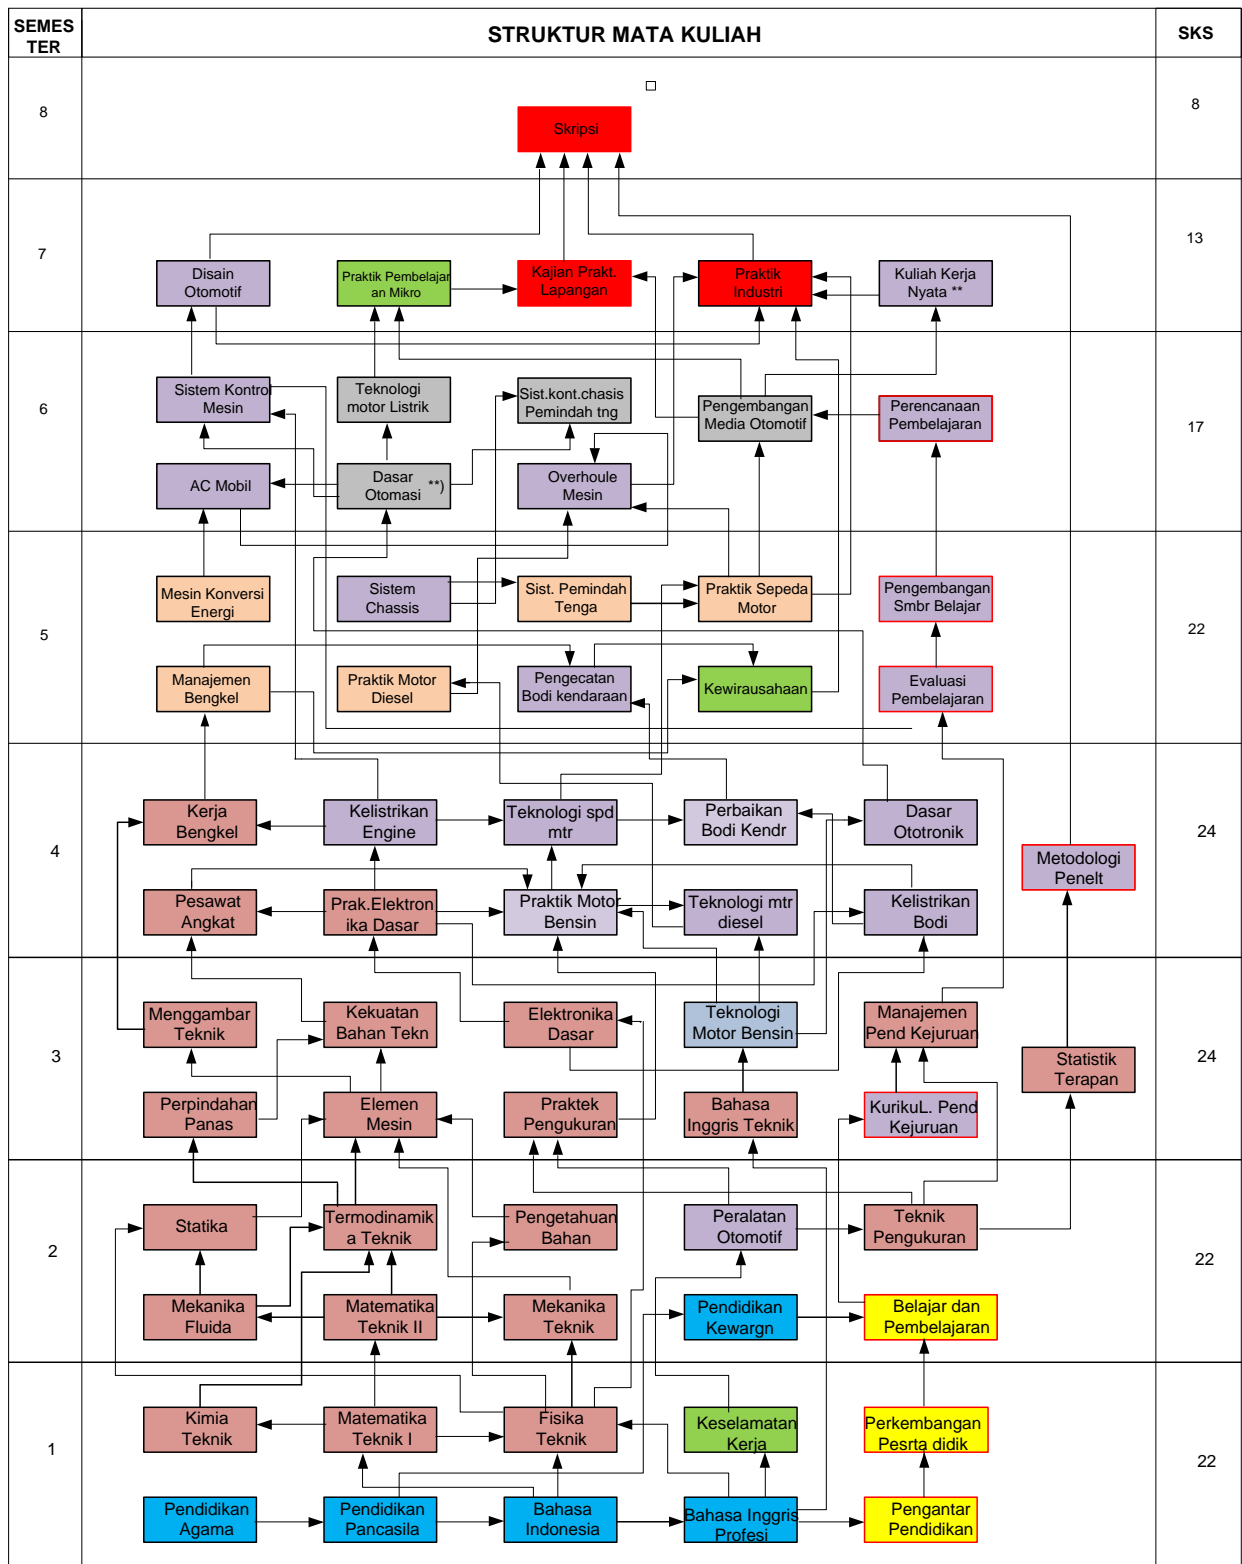 SEMES
TER
STRUKTUR MATA KULIAH
SKS
8
8
Skripsi
7
13
Disain
Otomotif
Praktik Pembelajar
an Mikro
Kajian Prakt.
Lapangan
Praktik
Industri
Kuliah Kerja
Nyata **
6
17
Sistem Kontrol
Mesin
Teknologi
motor Listrik
Sist.kont.chasis
Pemindah tng
Pengembangan
Media Otomotif
Perencanaan
Pembelajaran
AC Mobil
Dasar
Otomasi
**)
Overhoule
Mesin
5
22
Mesin Konversi
Energi
Sistem
Chassis
Sist. Pemindah
Tenga
Praktik Sepeda
Motor
Pengembangan
Smbr Belajar
Manajemen
Bengkel
Praktik Motor
Diesel
Pengecatan
Bodi kendaraan
Kewirausahaan
Evaluasi
Pembelajaran
4
24
Kerja
Bengkel
Kelistrikan
Engine
Teknologi spd
mtr
Perbaikan
Bodi Kendr
Dasar
Ototronik
Metodologi
Penelt
Pesawat
Angkat
Prak.Elektron
ika Dasar
Praktik Motor
Bensin
Teknologi mtr
diesel
Kelistrikan
Bodi
3
24
Menggambar
Teknik
Kekuatan
Bahan Tekn
Elektronika
Dasar
Teknologi
Motor Bensin
Manajemen
Pend Kejuruan
Statistik
Terapan
Perpindahan
Panas
Elemen
Mesin
Praktek
Pengukuran
Bahasa
Inggris Teknik
KurikuL. Pend
Kejuruan
2
22
Statika
Termodinamik
a Teknik
Pengetahuan
Bahan
Peralatan
Otomotif
Teknik
Pengukuran
Mekanika
Fluida
Matematika
Teknik II
Mekanika
Teknik
Pendidikan
Kewargn
Belajar dan
Pembelajaran
1
22
Kimia
Teknik
Matematika
Teknik I
Fisika
Teknik
Keselamatan
Kerja
Perkembangan
Pesrta didik
Pendidikan
Agama
Pendidikan
Pancasila
Bahasa
Indonesia
Bahasa Inggris
Profesi
Pengantar
Pendidikan